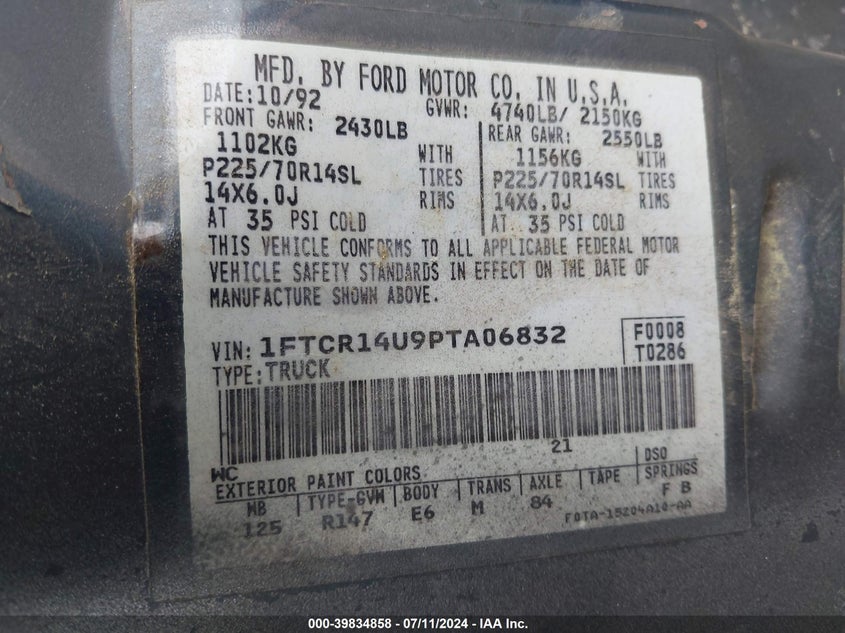 MFD. BY FORD MOTOR CO. IN U.S.A.
DATE: 10/92 GVWR: 4740LB/ 2150KG
FRONT GAWR: 2430LB REAR GAWR: 2550LB
1102KG WITH 1156KG WITH
P225/70R14SL TIRES P225/70R14SL TIRES
14X6.0J RIMS 14X6.0J RIMS
AT 35 PSI COLD AT 35 PSI COLD
THIS VEHICLE CONFORMS TO ALL APPLICABLE FEDERAL MOTOR
VEHICLE SAFETY STANDARDS IN EFFECT ON THE DATE OF
MANUFACTURE SHOWN ABOVE.
VIN: 1FTCR14U9PTA06832 F0008
TYPE: TRUCK T0286
21
WC DSO
EXTERIOR PAINT COLORS
WB TYPE-GVW BODY TRANS AXLE TAPE SPRINGS
125 R147 E6 M 84 F B
F0TA-15204A10-AA
000-39834858 - 07/11/2024 - IAA Inc.